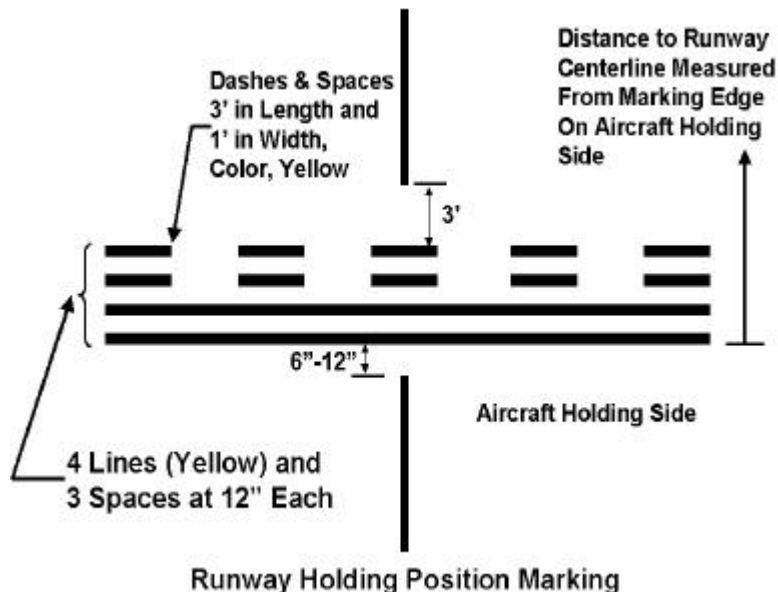 Dashes & Spaces
3' in Length and
1' in Width,
Color, Yellow
Distance to Runway
Centerline Measured
From Marking Edge
On Aircraft Holding
Side
3'
6"-12"
Aircraft Holding Side
4 Lines (Yellow) and
3 Spaces at 12" Each
Runway Holding Position Marking